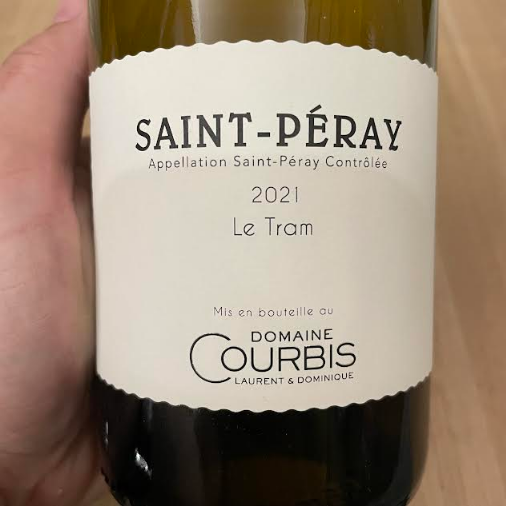 SAINT-PÉRAY
Appellation Saint-Péray Contrôlée
2021
Le Tram
Mis en bouteille au
DOMAINE
COURBIS
LAURENT & DOMINIQUE